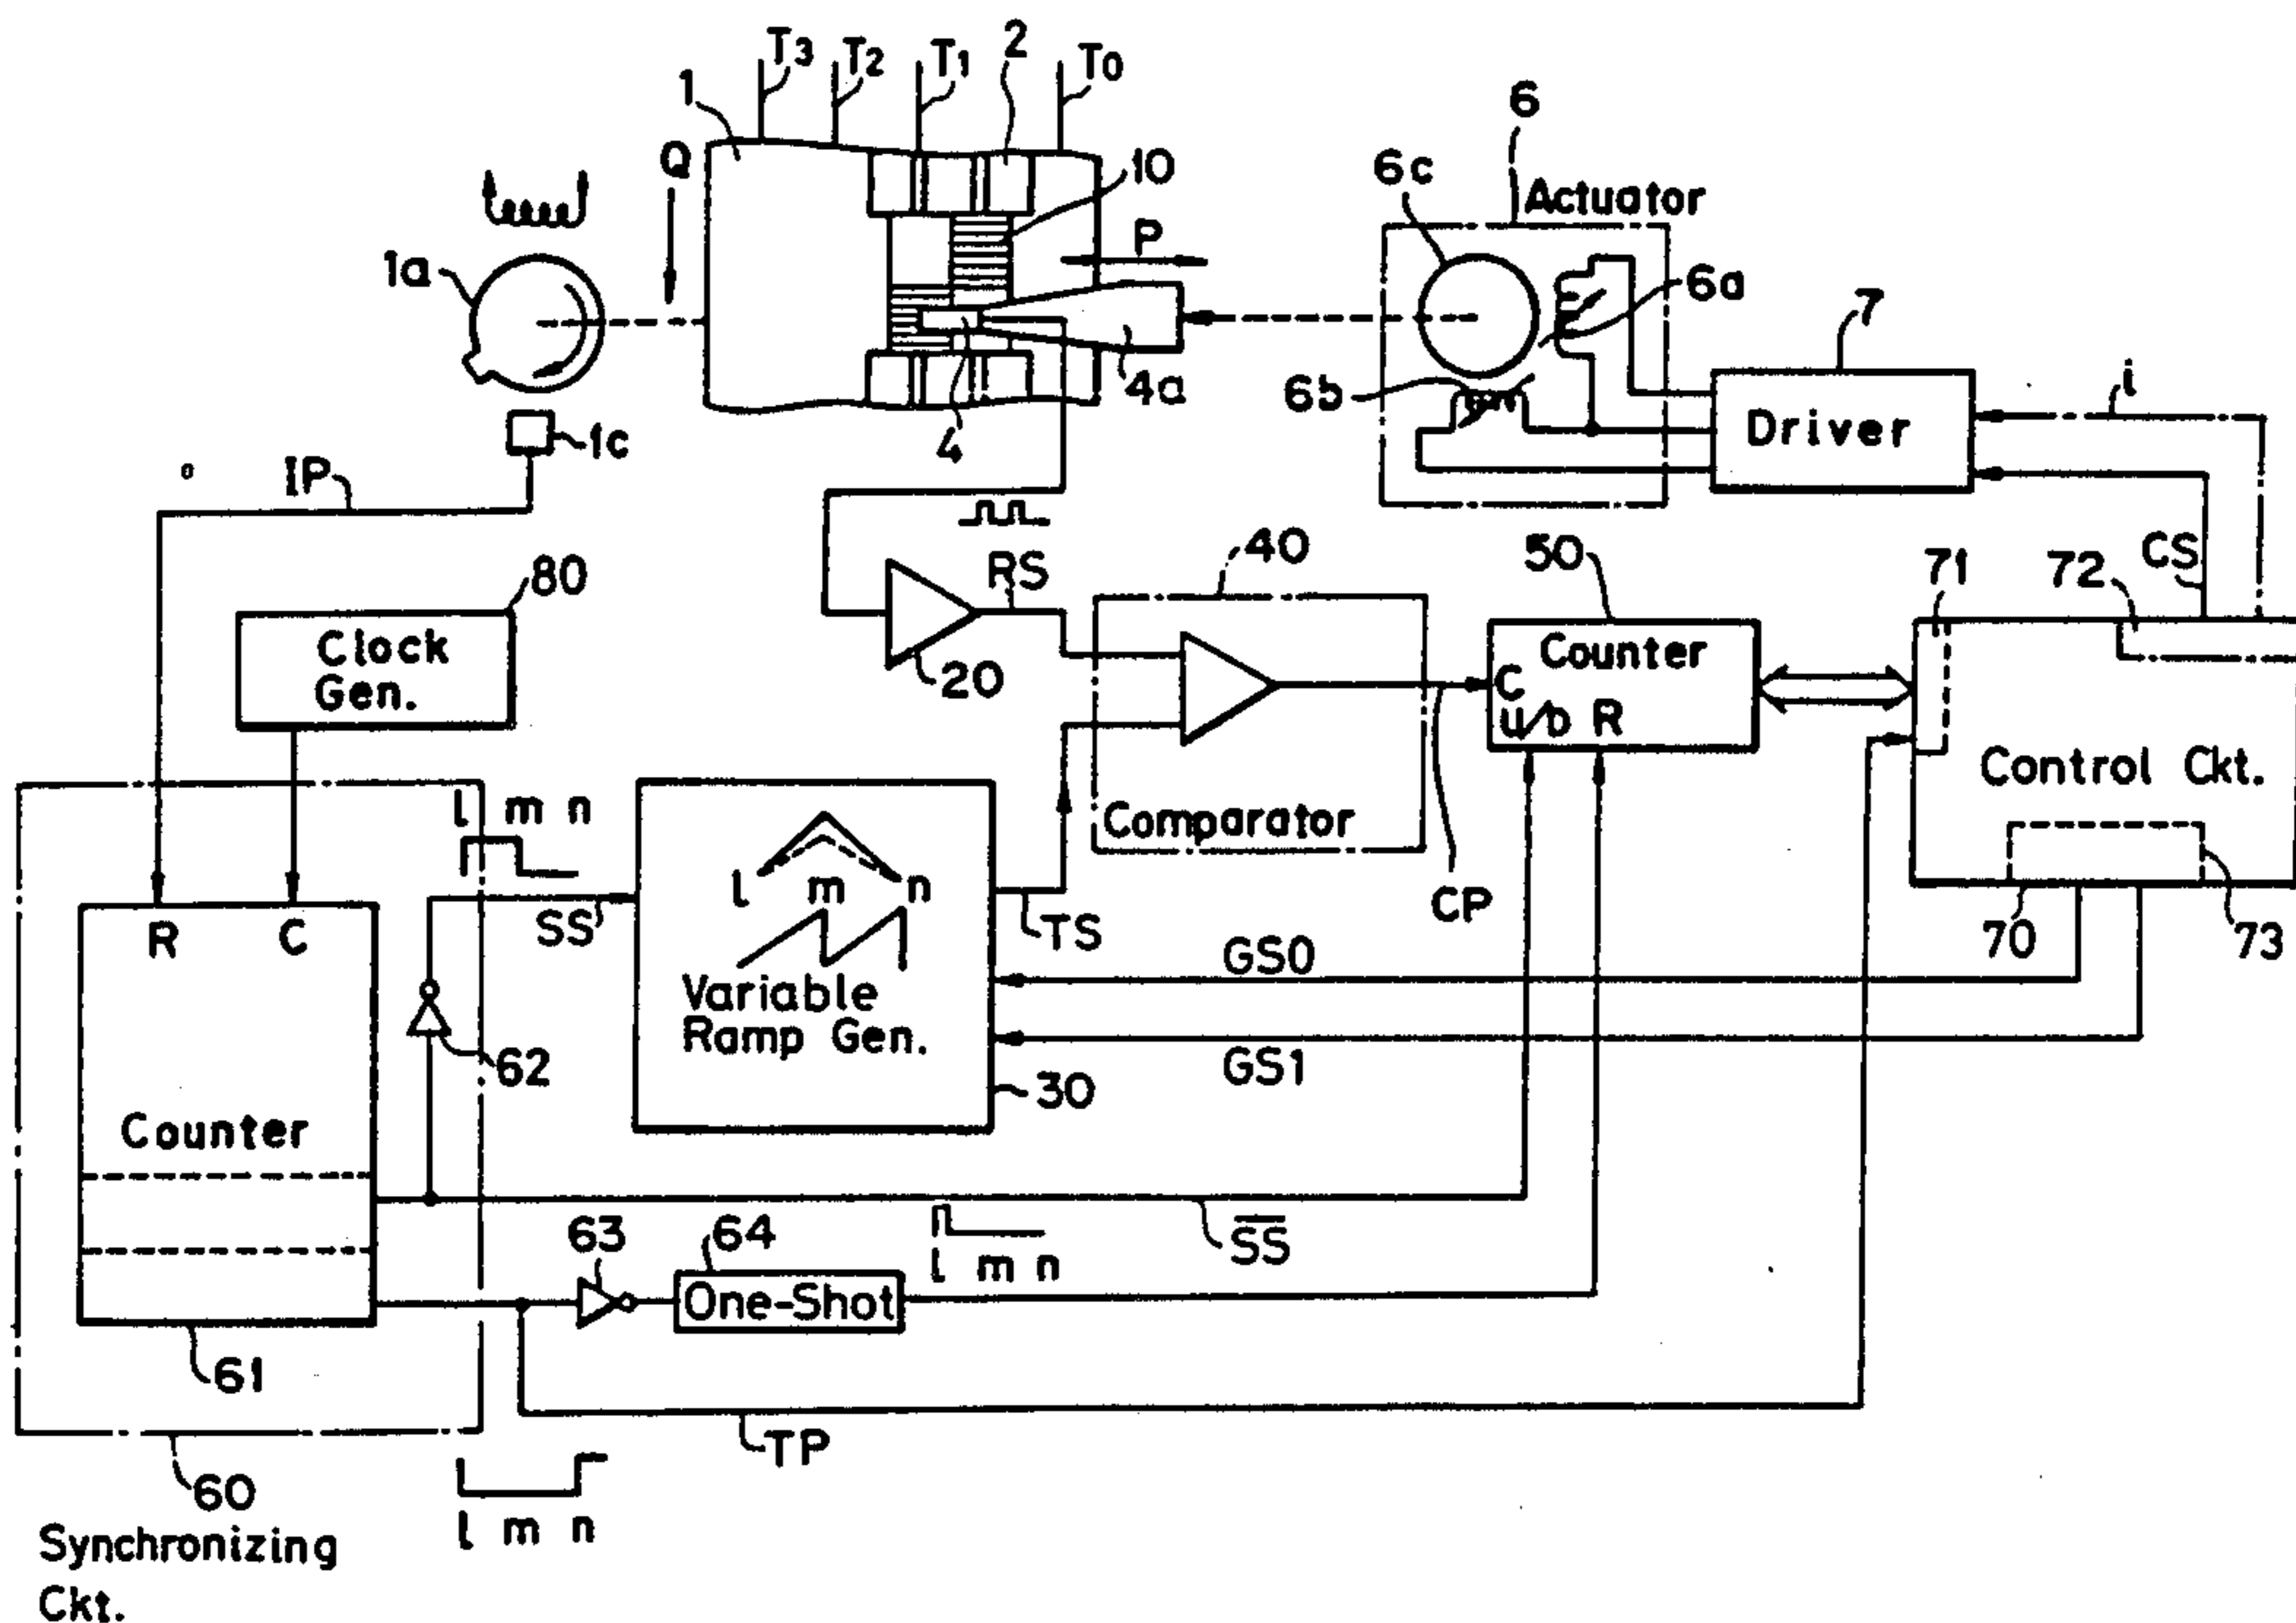 T3
T2
T1
2
T0
1
Q
10
P
6
Actuator
6c
6a
1a
4a
6b
7
Driver
i
1c
4
IP
CS
80
Clock
Gen.
RS
20
40
Comparator
50
Counter
C
U/D R
CP
71
72
Control Ckt.
70
73
l m n
SS
R C
62
l m n
Variable
Ramp Gen.
TS
30
GS0
GS1
Counter
61
63
64
One-Shot
l m n
SS
TP
l m n
60
Synchronizing
Ckt.